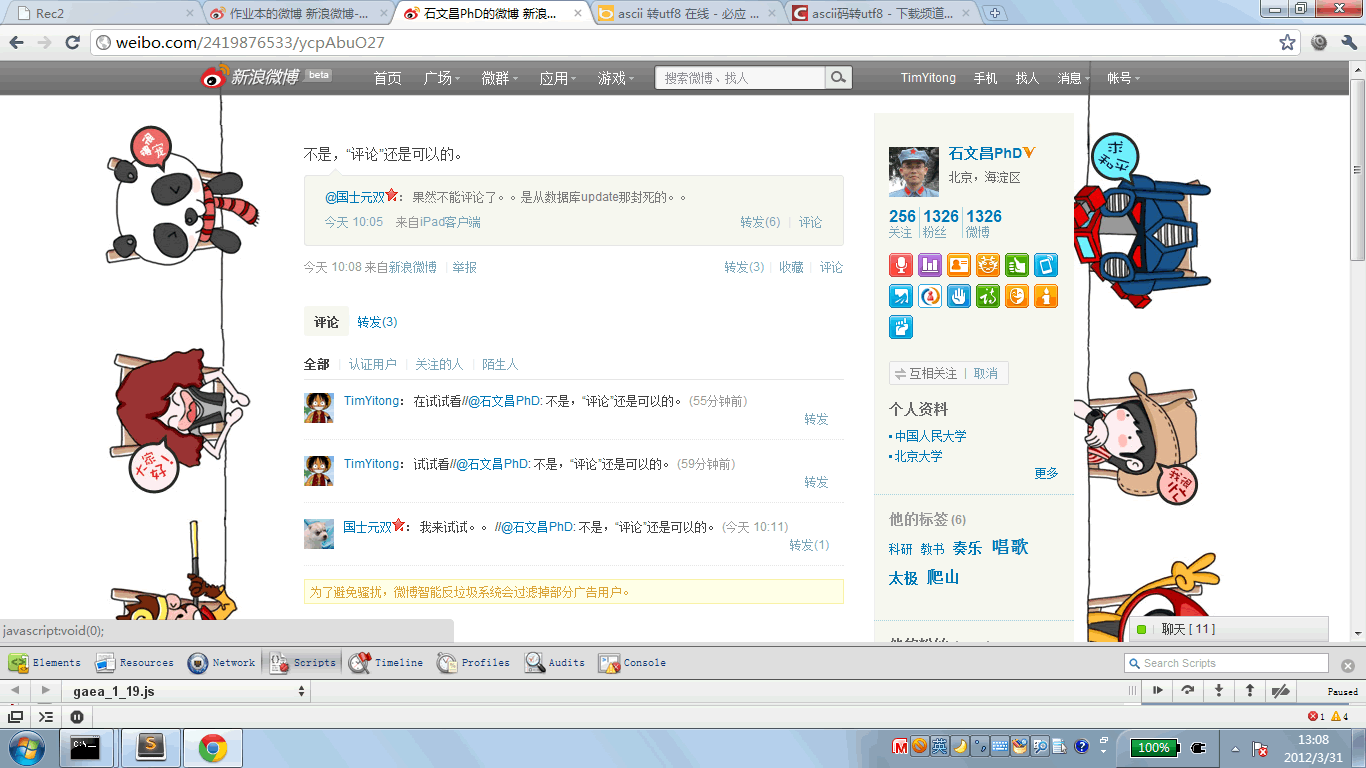 Rec2
作业本的微博 新浪微博-...
石文昌PhD的微博 新浪...
ascii 转utf8 在线 - 必应 ...
ascii码转utf8 - 下载频道...
weibo.com/2419876533/ycpAbuO27
新浪微博 beta 首页 广场 微群 应用 游戏 搜索微博、找人 TimYitong 手机 找人 消息 帐号
不是，“评论”还是可以的。
@国士元双： 果然不能评论了。。是从数据库update那封死的。。
今天 10:05 来自iPad客户端 转发(6) 评论
今天 10:08 来自新浪微博 举报 转发(3) 收藏 评论
评论 转发(3)
全部 认证用户 关注的人 陌生人
TimYitong：在试试看//@石文昌PhD: 不是，“评论”还是可以的。 (55分钟前)
转发
TimYitong：试试看//@石文昌PhD: 不是，“评论”还是可以的。 (59分钟前)
转发
国士元双： 我来试试。。 //@石文昌PhD: 不是，“评论”还是可以的。 (今天 10:11)
转发(1)
为了避免骚扰，微博智能反垃圾系统会过滤掉部分广告用户。
石文昌PhD
北京，海淀区
256 1326 1326
关注 粉丝 微博
互相关注 取消
个人资料
中国人民大学
北京大学
更多
他的标签 (6)
科研 教书 奏乐 唱歌
太极 爬山
求和平
大家好!
我很忙
聊天 [ 11 ]
javascript:void(0);
Elements Resources Network Scripts Timeline Profiles Audits Console Search Scripts
gaea_1_19.js Paused
1 4
100%
英
13:08
2012/3/31